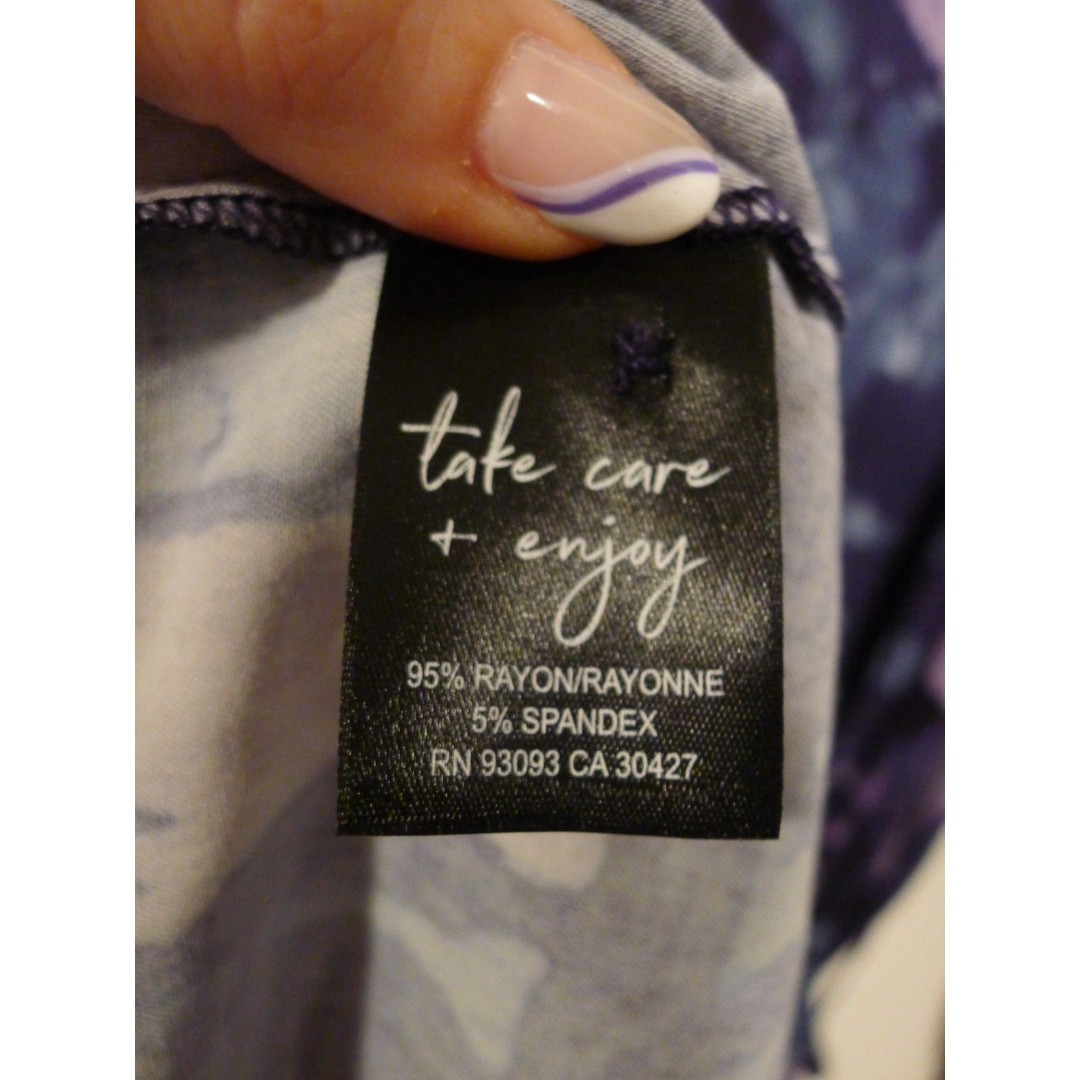 take care
+ enjoy
95% RAYON/RAYONNE
5% SPANDEX
RN 93093 CA 30427